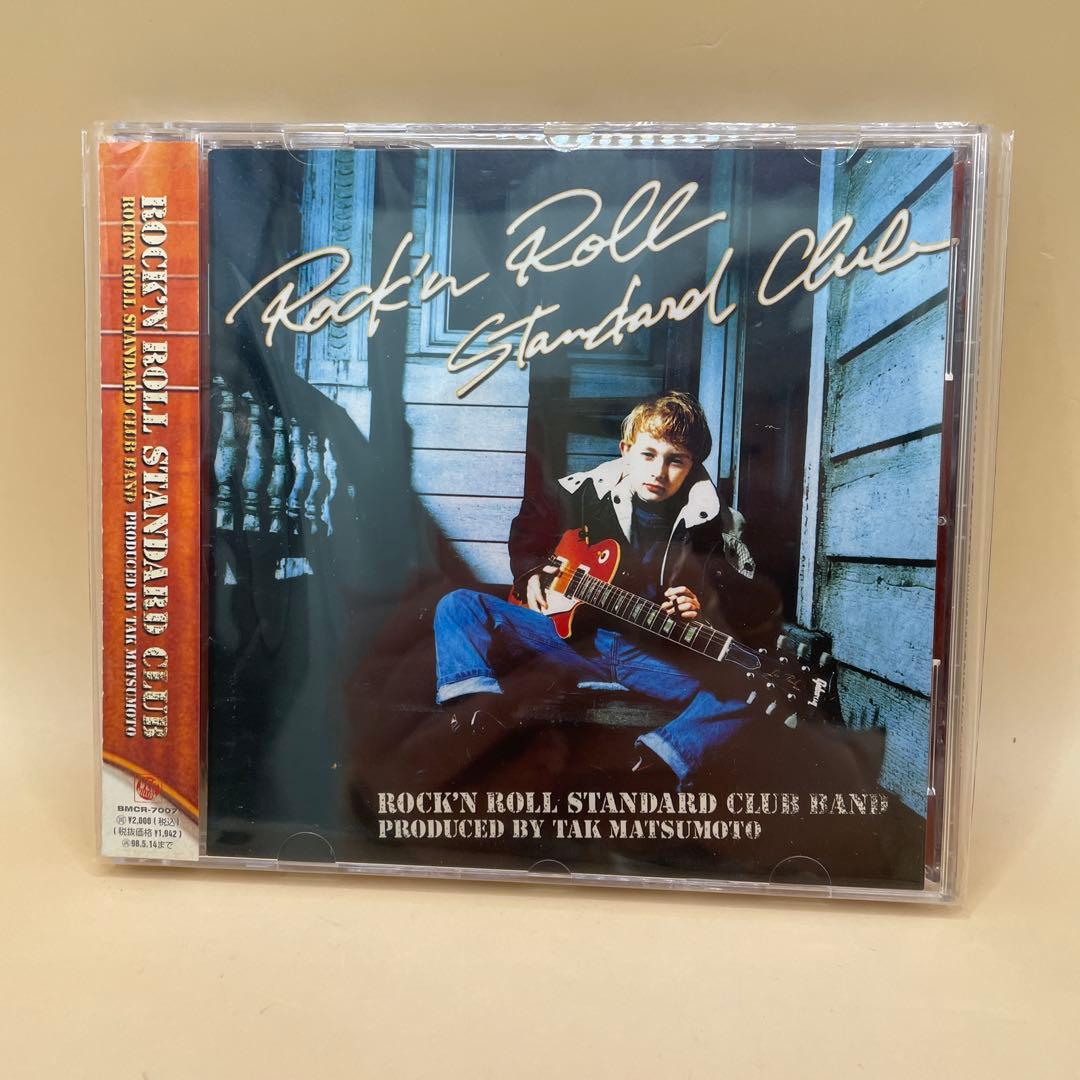 Rock'n Roll
Standard Club
ROCK'N ROLL STANDARD CLUB BAND
PRODUCED BY TAK MATSUMOTO
ROCK'N ROLL STANDARD CLUB
ROCK'N ROLL STANDARD CLUB BAND PRODUCED BY TAK MATSUMOTO
BMCR-7007
㊢¥2,000(税込)
(税抜価格¥1,942)
98.5.14まで
Gibson